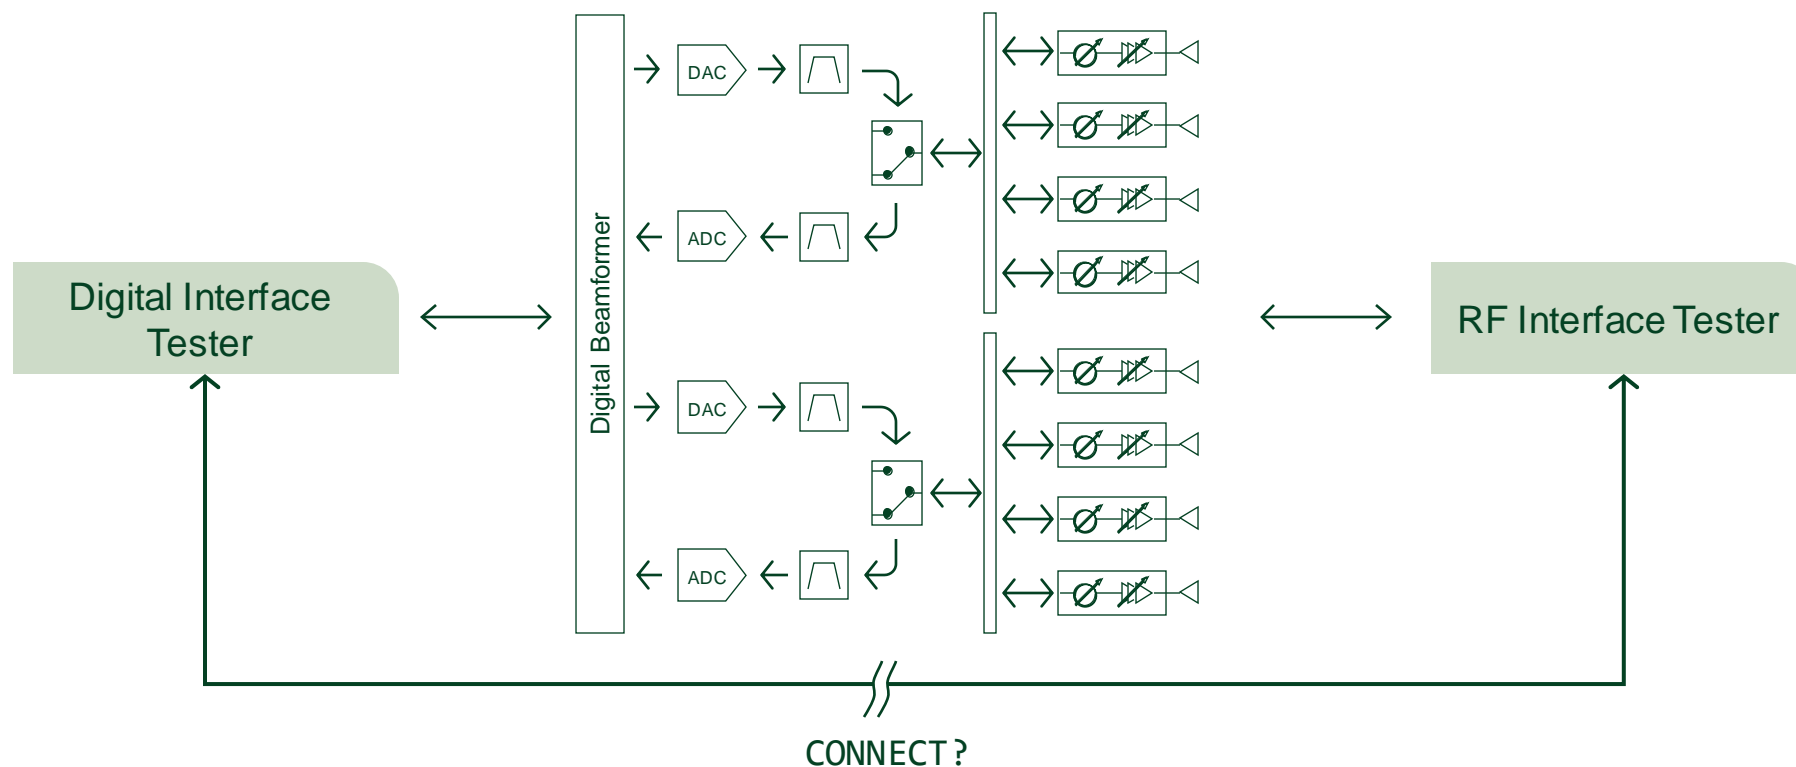 DAC
ADC
Digital Beamformer
Digital Interface
Tester
RF Interface Tester
DAC
ADC
CONNECT?